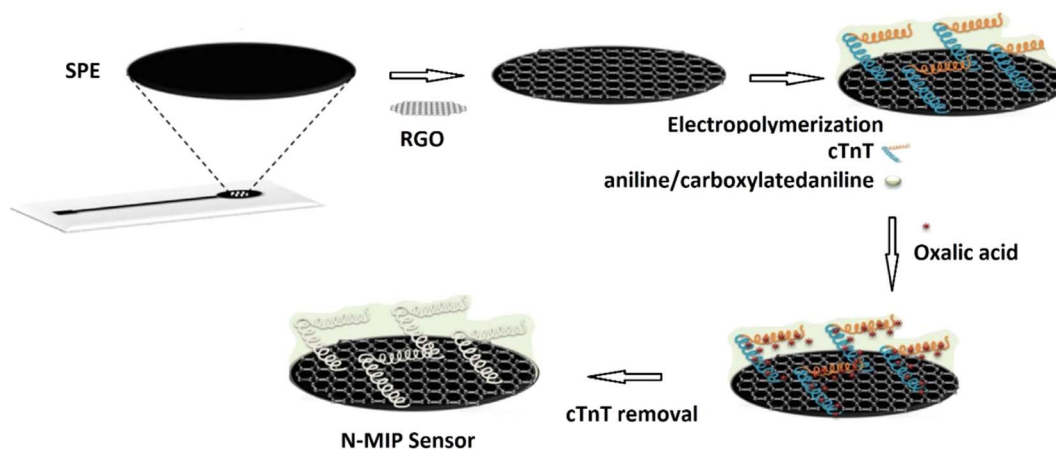 SPE
RGO
Electropolymerization
cTnT
aniline/carboxylatedaniline
Oxalic acid
cTnT removal
N-MIP Sensor